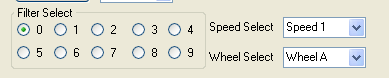 Filter Select
0 1 2 3 4
Speed Select Speed 1
5 6 7 8 9
Wheel Select Wheel A